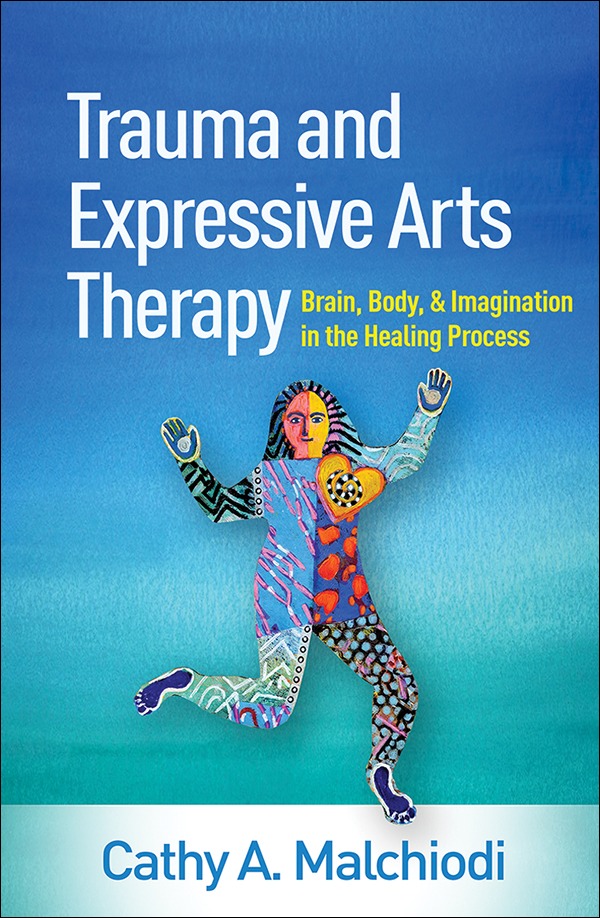 Trauma and
Expressive Arts
Therapy
Brain, Body, & Imagination
in the Healing Process
Cathy A. Malchiodi